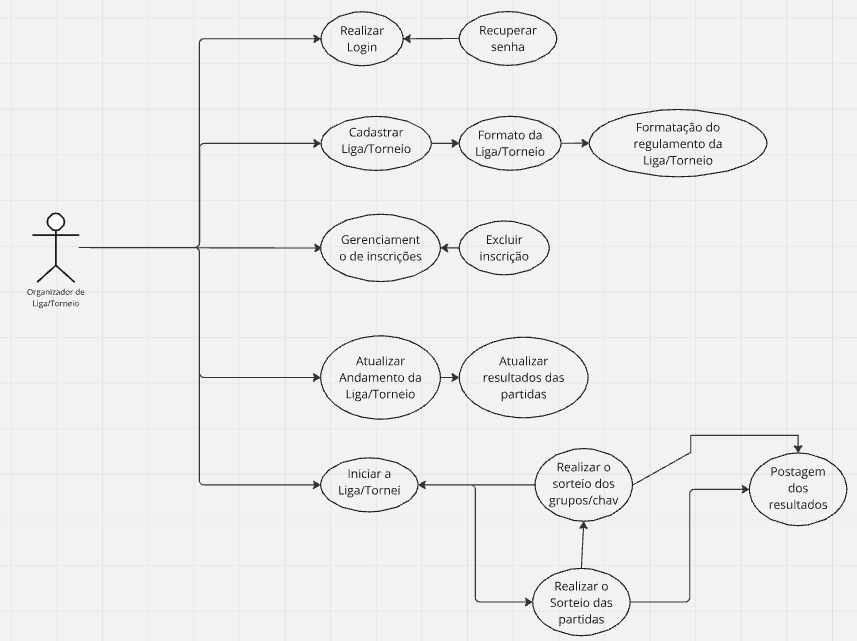 Realizar
Login
Recuperar
senha
Cadastrar
Liga/Torneio
Formato da
Liga/Torneio
Formatação do
regulamento da
Liga/Torneio
Gerenciament
o de inscrições
Excluir
inscrição
Organizador de
Liga/Torneio
Atualizar
Andamento da
Liga/Torneio
Atualizar
resultados das
partidas
Iniciar a
Liga/Tornei
Realizar o
sorteio dos
grupos/chav
Postagem
dos
resultados
Realizar o
Sorteio das
partidas